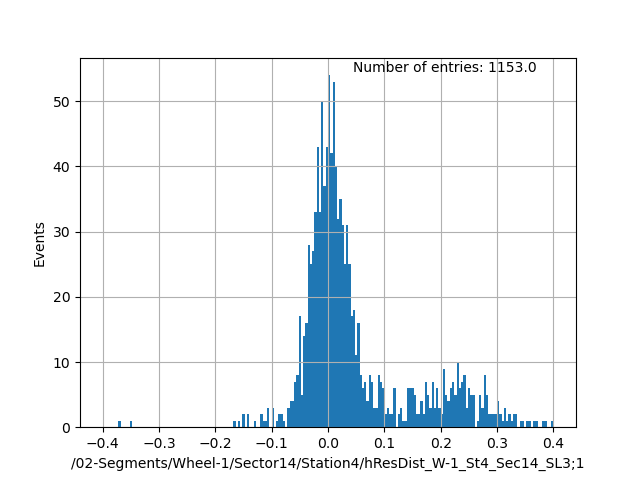 Number of entries: 1153.0
50
40
30
20
10
0
Events
−0.4 −0.3 −0.2 −0.1 0.0 0.1 0.2 0.3 0.4
/02-Segments/Wheel-1/Sector14/Station4/hResDist_W-1_St4_Sec14_SL3;1